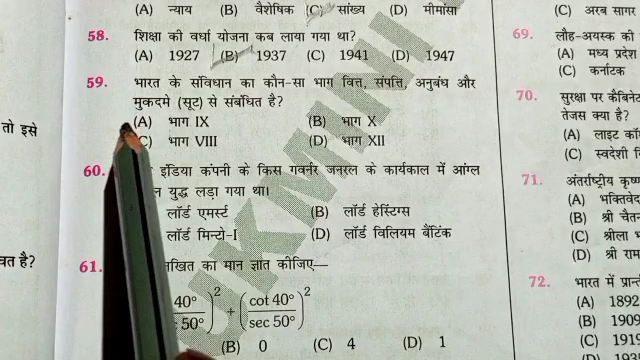 (A) न्याय (B) वैशेषिक (C) सांख्य (D) मीमांसा
58. शिक्षा की वर्धा योजना कब लाया गया था?
(A) 1927 (B) 1937 (C) 1941 (D) 1947
59. भारत के संविधान का कौन-सा भाग वित्त, संपत्ति, अनुबंध और
मुकदमे (सूट) से संबंधित है?
(A) भाग IX (B) भाग X
C) भाग VIII (D) भाग XII
60. इंडिया कंपनी के किस गवर्नर जनरल के कार्यकाल में आंग्ल
युद्ध लड़ा गया था।
लॉर्ड एमर्स्ट (B) लॉर्ड हेस्टिंग्स
लॉर्ड मिन्टो-I (D) लॉर्ड विलियम बैंटिंक
61. का मान ज्ञात कीजिए—
40° / 50°)² + (cot 40° / sec 50°)²
(B) 0 (C) 4 (D) 1
तो इसे
है?
(C) अरब सागर
69. लौह-अयस्क की
(A) मध्य प्रदेश
(C) कर्नाटक
70. सुरक्षा पर कैबिने
तेजस क्या है?
(A) लाइट
(C) स्वदेशी
71. अंतर्राष्ट्रीय कृष्ण
(A) भक्तिवेद
(B) श्री चैत
(C) श्रीला
(D) श्री राम
72. भारत में
(A) 1892
(B) 1909
(C) 1919
RUKMINI